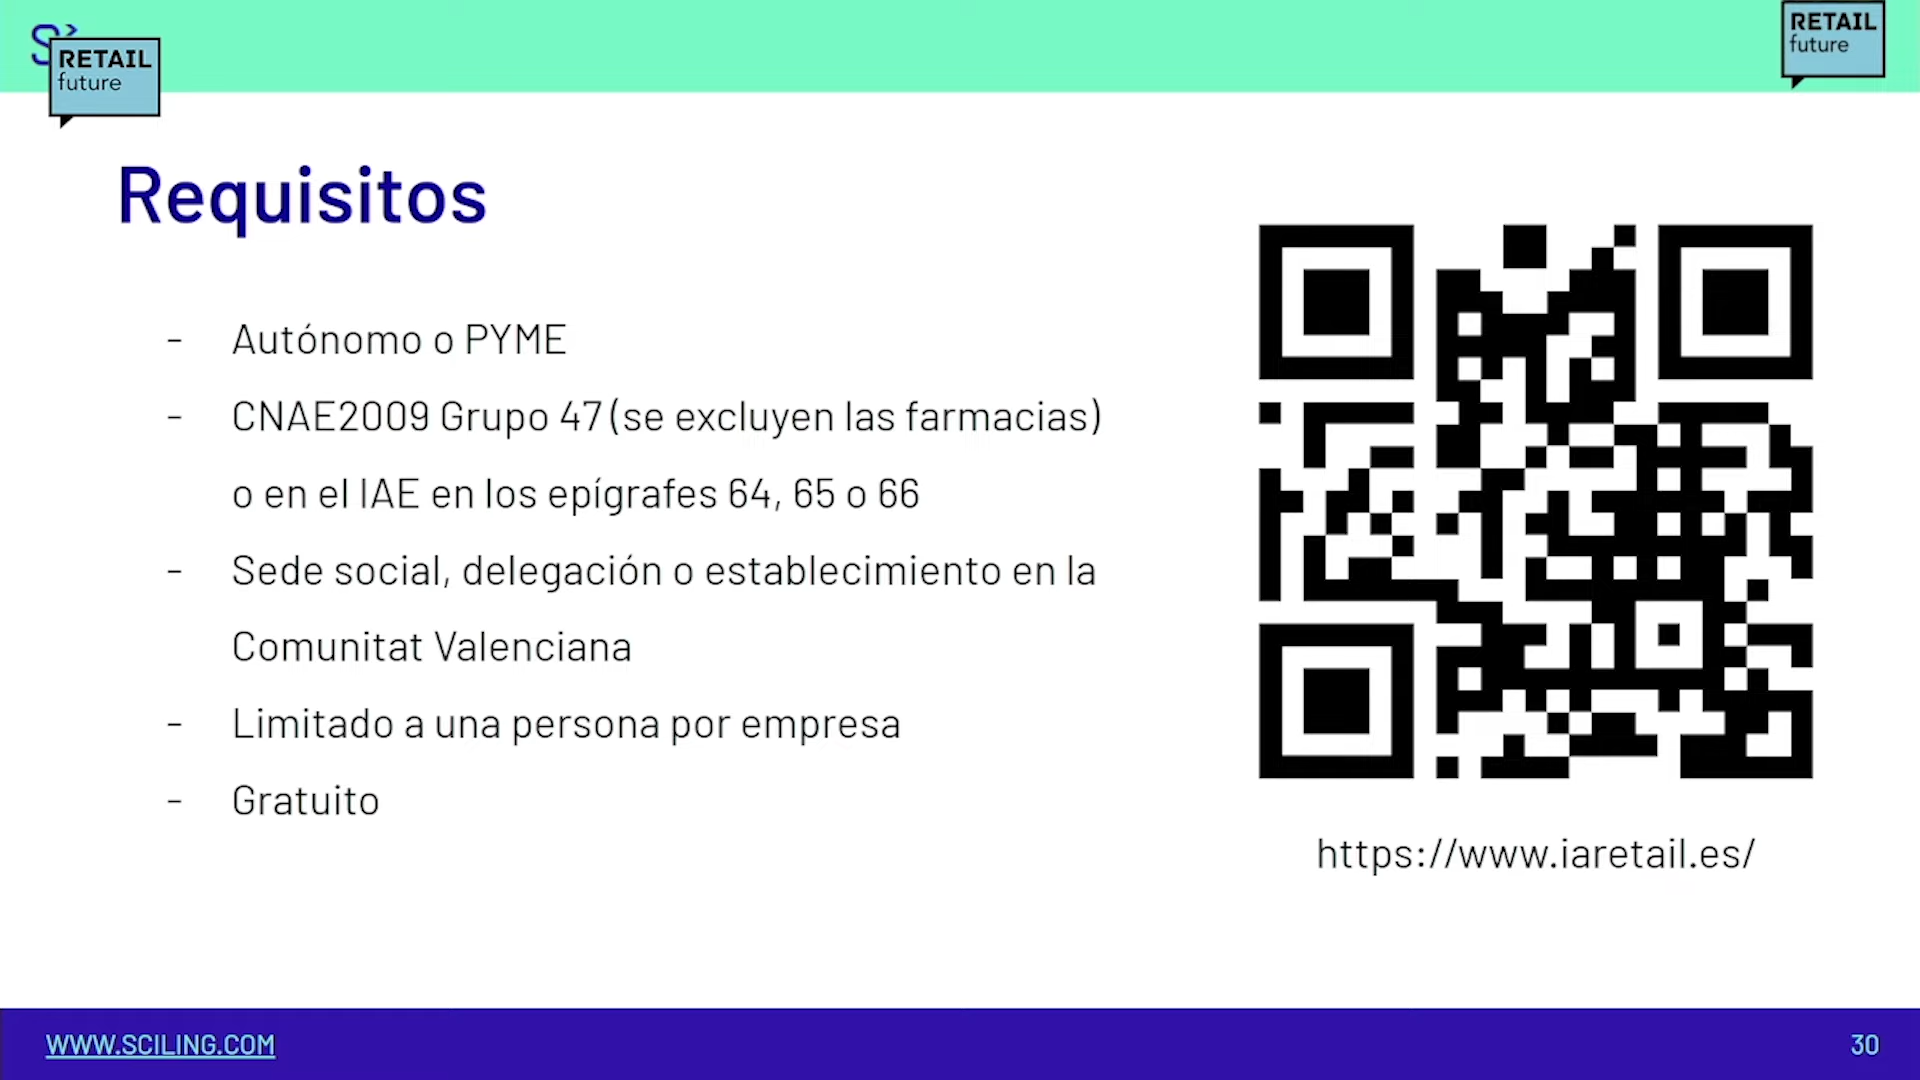 RETAIL
future
RETAIL
future
Requisitos
- Autónomo o PYME
- CNAE2009 Grupo 47 (se excluyen las farmacias)
o en el IAE en los epígrafes 64, 65 o 66
- Sede social, delegación o establecimiento en la
Comunitat Valenciana
- Limitado a una persona por empresa
- Gratuito
https://www.iaretail.es/
WWW.SCILING.COM
30